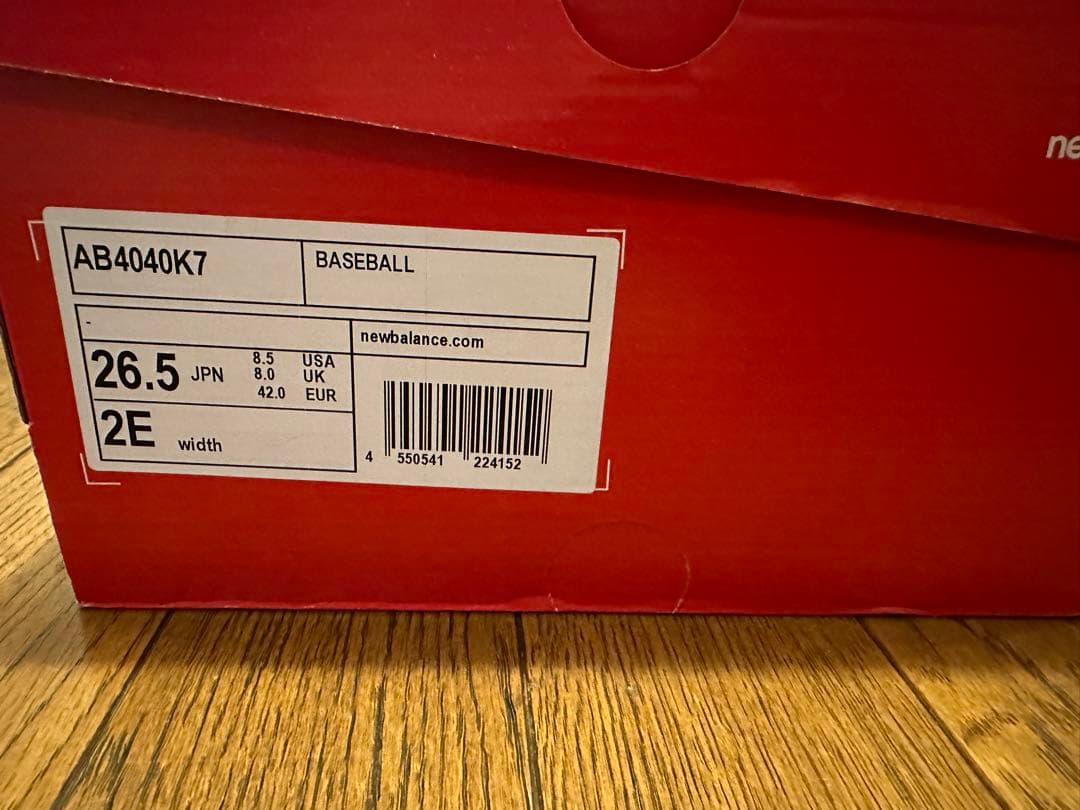 ne
AB4040K7
BASEBALL
-
newbalance.com
26.5 JPN
8.5 USA
8.0 UK
42.0 EUR
2E width
4 550541 224152